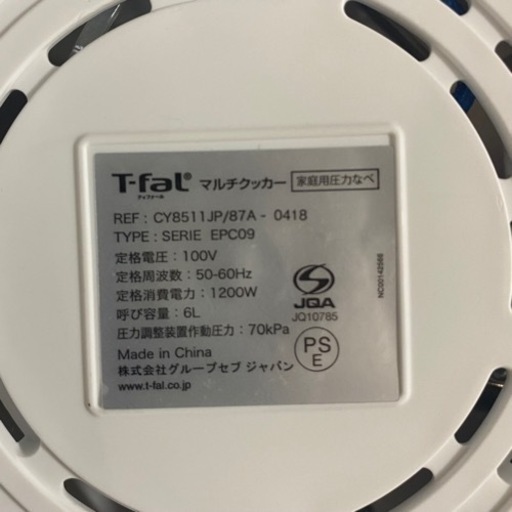 T-fal マルチクッカー 家庭用圧力なべ
ティファール
REF : CY8511JP/87A - 0418
TYPE : SERIE EPC09
定格電圧 : 100V
定格周波数 : 50-60Hz
定格消費電力 : 1200W
呼び容量 : 6L
圧力調整装置作動圧力 : 70kPa
Made in China
株式会社グループセブ ジャパン
www.t-fal.co.jp
JQA
JQ10785
PS
E
NC00142566